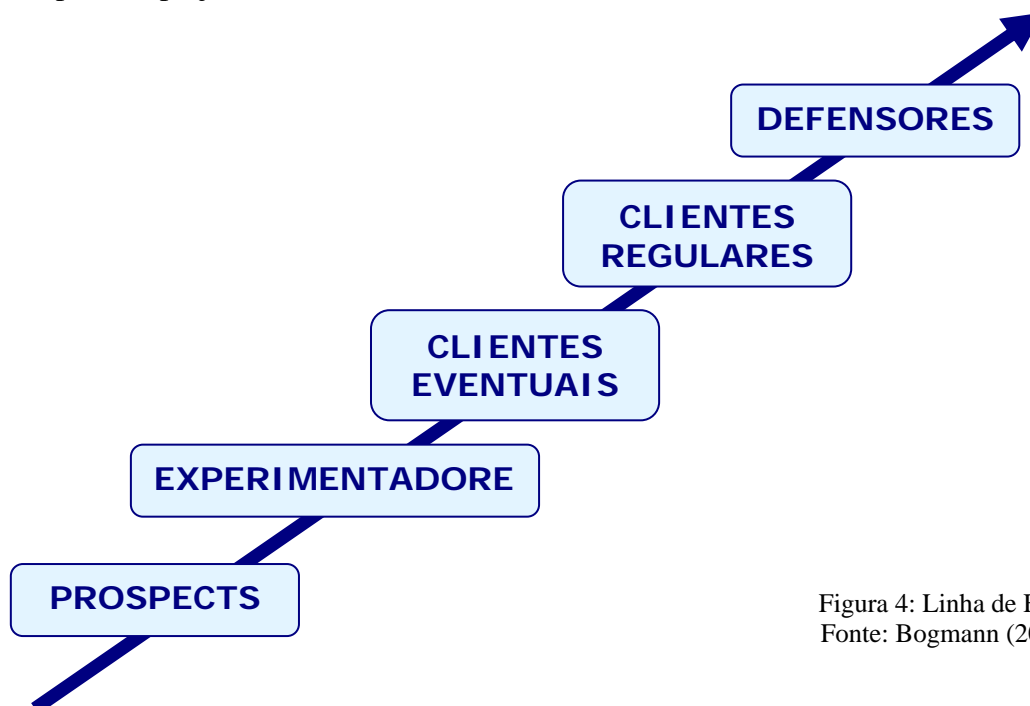 DEFENSORES
CLIENTES
REGULARES
CLIENTES
EVENTUAIS
EXPERIMENTADORE
PROSPECTS
Figura 4: Linha de
Fonte: Bogmann